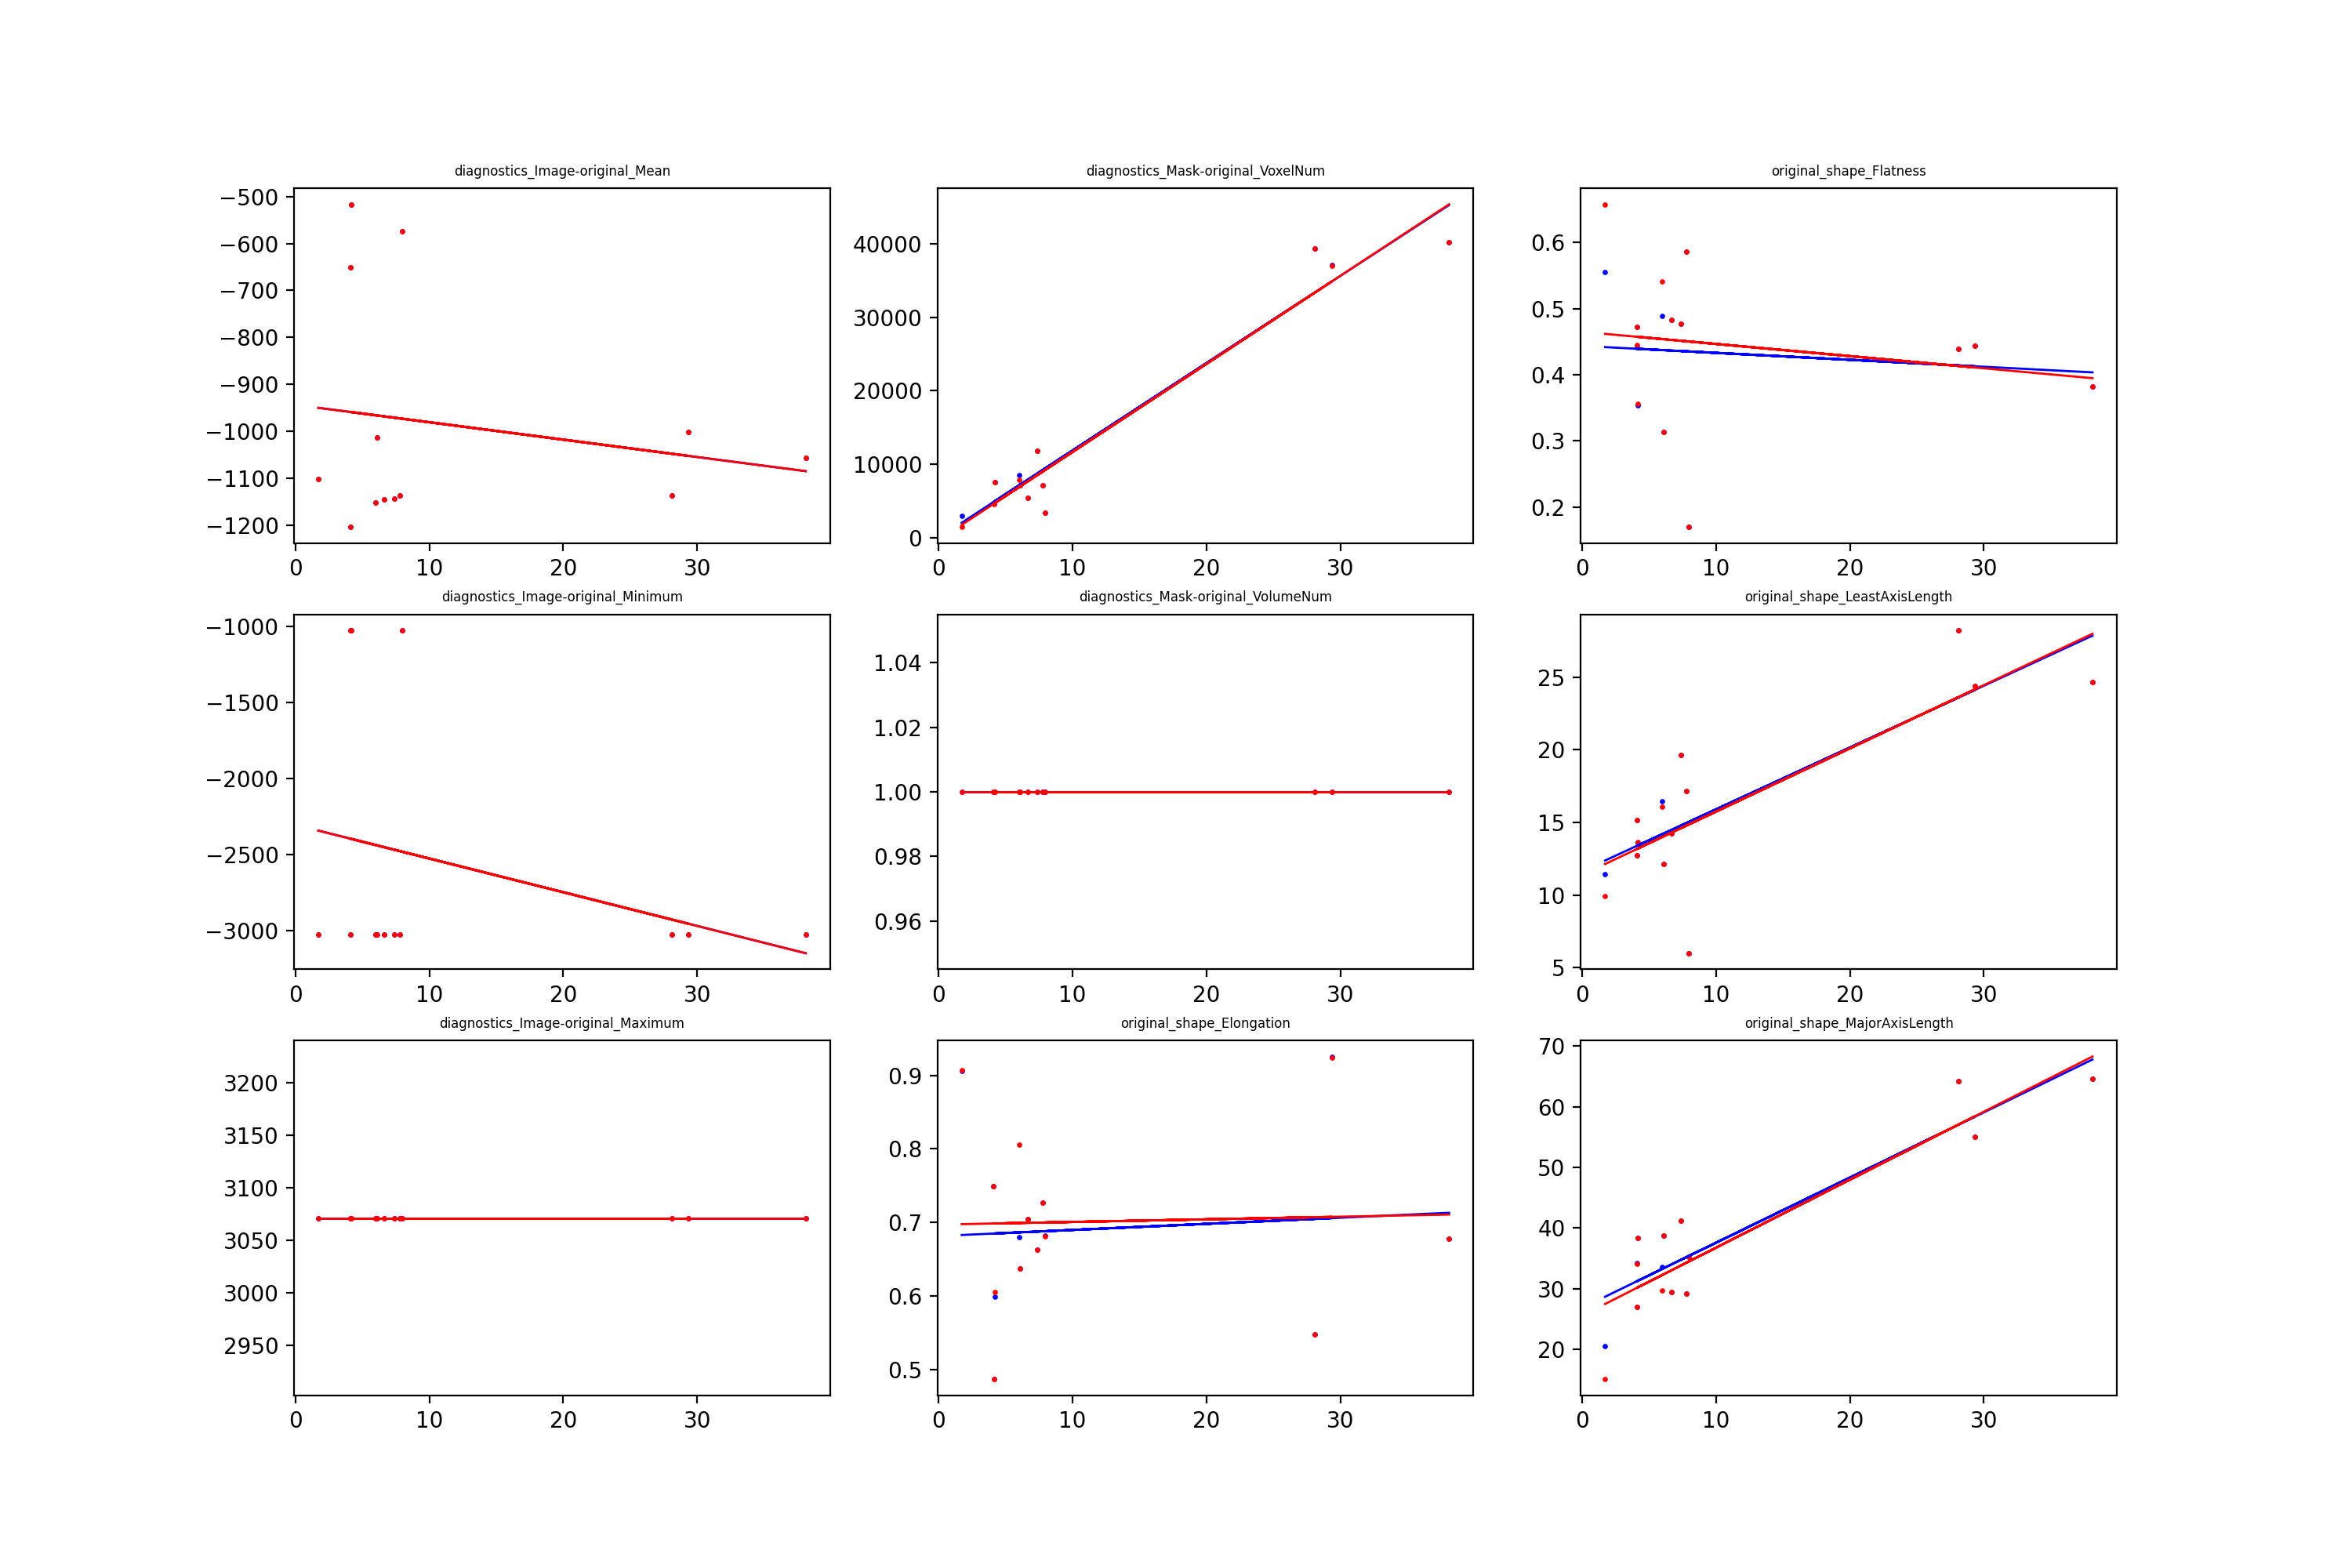 diagnostics_Image-original_Mean
−500
−600
−700
−800
−900
−1000
−1100
−1200
0 10 20 30
diagnostics_Mask-original_VoxelNum
40000
30000
20000
10000
0
0 10 20 30
original_shape_Flatness
0.6
0.5
0.4
0.3
0.2
0 10 20 30
diagnostics_Image-original_Minimum
−1000
−1500
−2000
−2500
−3000
0 10 20 30
diagnostics_Mask-original_VolumeNum
1.04
1.02
1.00
0.98
0.96
0 10 20 30
original_shape_LeastAxisLength
25
20
15
10
5
0 10 20 30
diagnostics_Image-original_Maximum
3200
3150
3100
3050
3000
2950
0 10 20 30
original_shape_Elongation
0.9
0.8
0.7
0.6
0.5
0 10 20 30
original_shape_MajorAxisLength
70
60
50
40
30
20
0 10 20 30